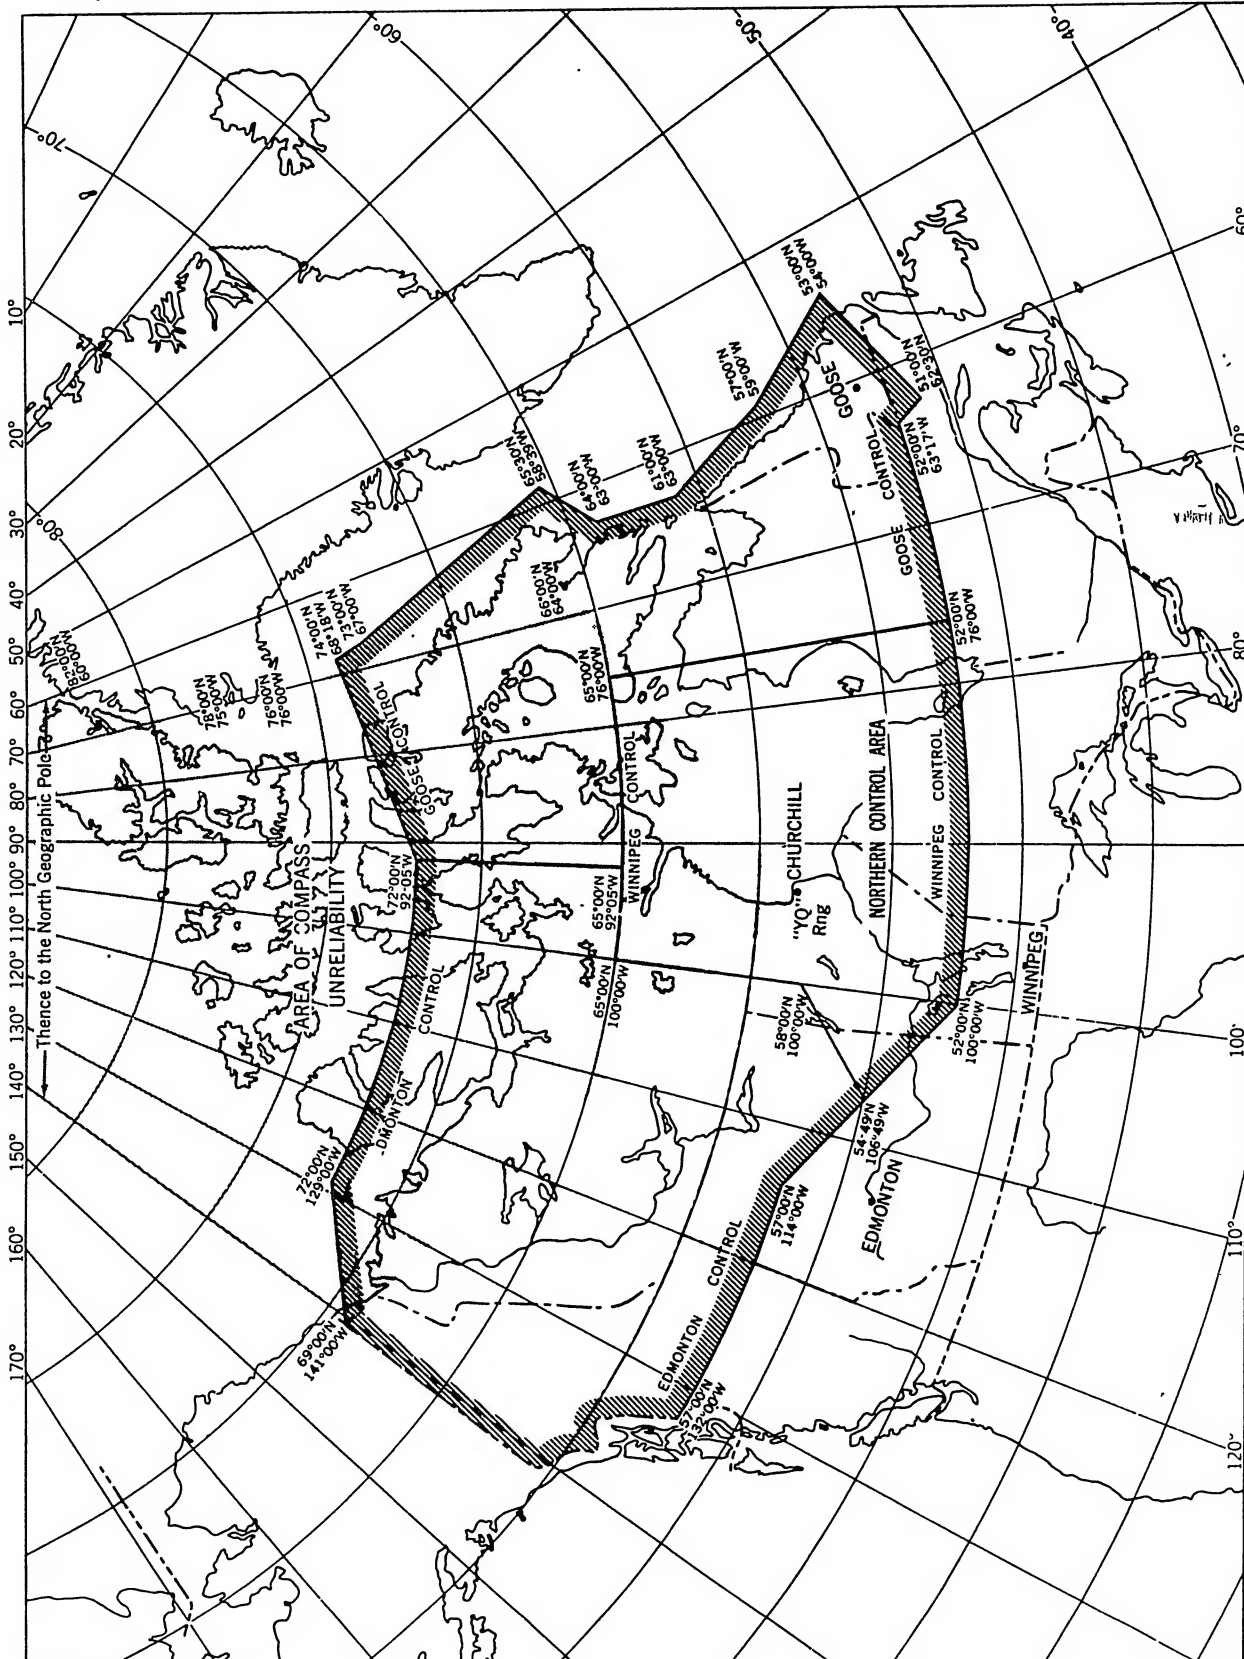 60°
50°
40°
70°
10°
20°
30°
80°
40°
50°
60°
70°
80°
90°
100°
110°
120°
130°
140°
150°
160°
170°
60°
70°
80°
100°
110°
120°
82°00'N
60°00'W
Thence to the North Geographic Pole
78°00'N
75°00'W
76°00'N
76°00'W
AREA OF COMPASS
UNRELIABILITY
74°00'N
68°18'W
73°00'N
67°00'W
65°30'N
58°39'W
64°00'N
63°00'W
61°00'N
63°00'W
57°00'N
59°00'W
53°00'N
54°00'W
GOOSE
51°00'N
62°30'W
52°00'N
63°17'W
GOOSE CONTROL
GOOSE CONTROL
66°00'N
64°00'W
65°00'N
76°00'W
52°00'N
76°00'W
72°00'N
92°05'W
65°00'N
92°05'W
WINNIPEG CONTROL
65°00'N
100°00'W
"YQ" CHURCHILL
Rng
NORTHERN CONTROL AREA
WINNIPEG CONTROL
58°00'N
100°00'W
52°00'N
100°00'W
WINNIPEG
54°49'N
106°49'W
EDMONTON
57°00'N
114°00'W
EDMONTON CONTROL
57°00'N
132°00'W
69°00'N
141°00'W
72°00'N
129°00'W
DMONTON CONTROL